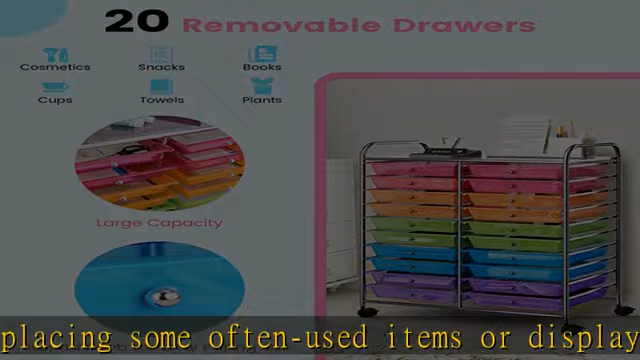 20 Removable Drawers
Cosmetics
Snacks
Books
Cups
Towels
Plants
Large Capacity
placing some often-used items or display